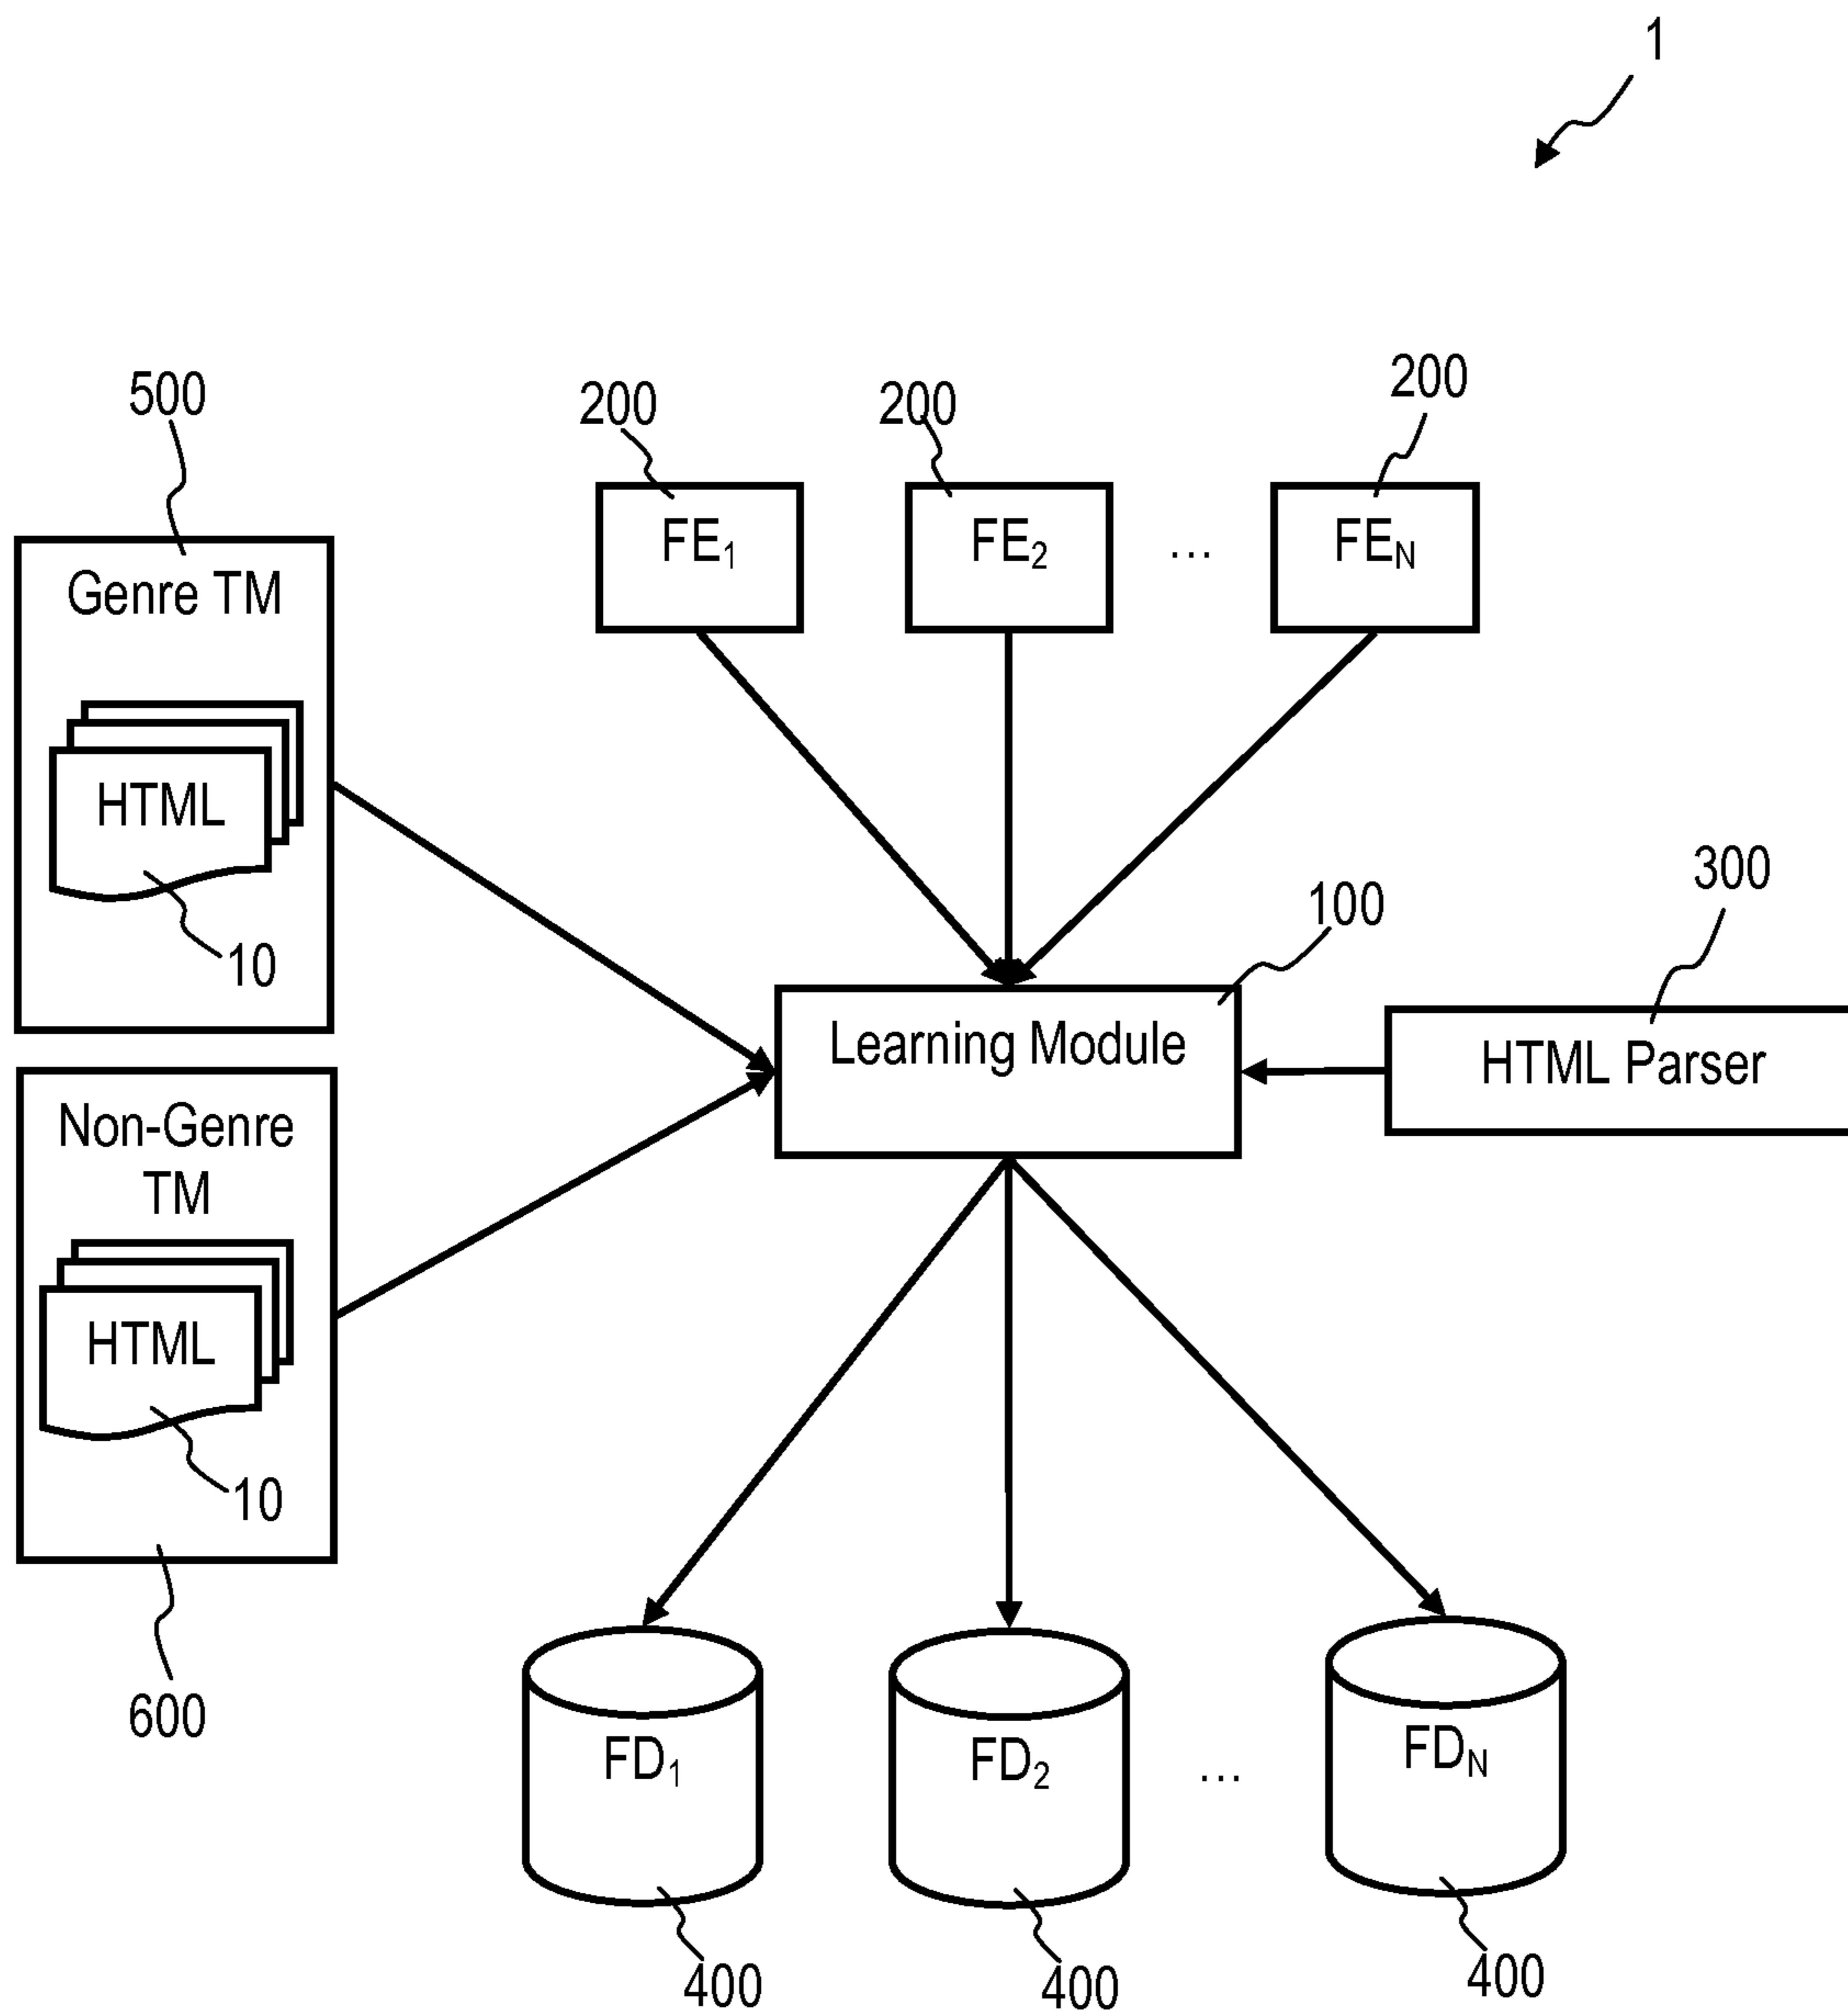 1
500
200
200
200
FE1
FE2
...
FEN
Genre TM
HTML
10
100
300
Learning Module
HTML Parser
Non-Genre
TM
HTML
10
600
FD1
FD2
...
FDN
400
400
400